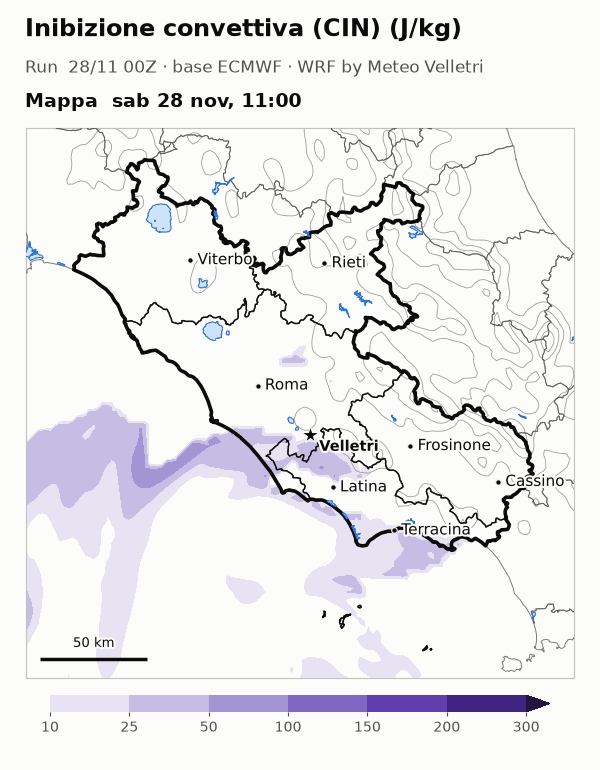 Inibizione convettiva (CIN) (J/kg)
Run  28/11 00Z · base ECMWF · WRF by Meteo Velletri
Mappa  sab 28 nov, 11:00
Viterbo
Rieti
Roma
Velletri
Frosinone
Cassino
Latina
Terracina
50 km
10 25 50 100 150 200 300